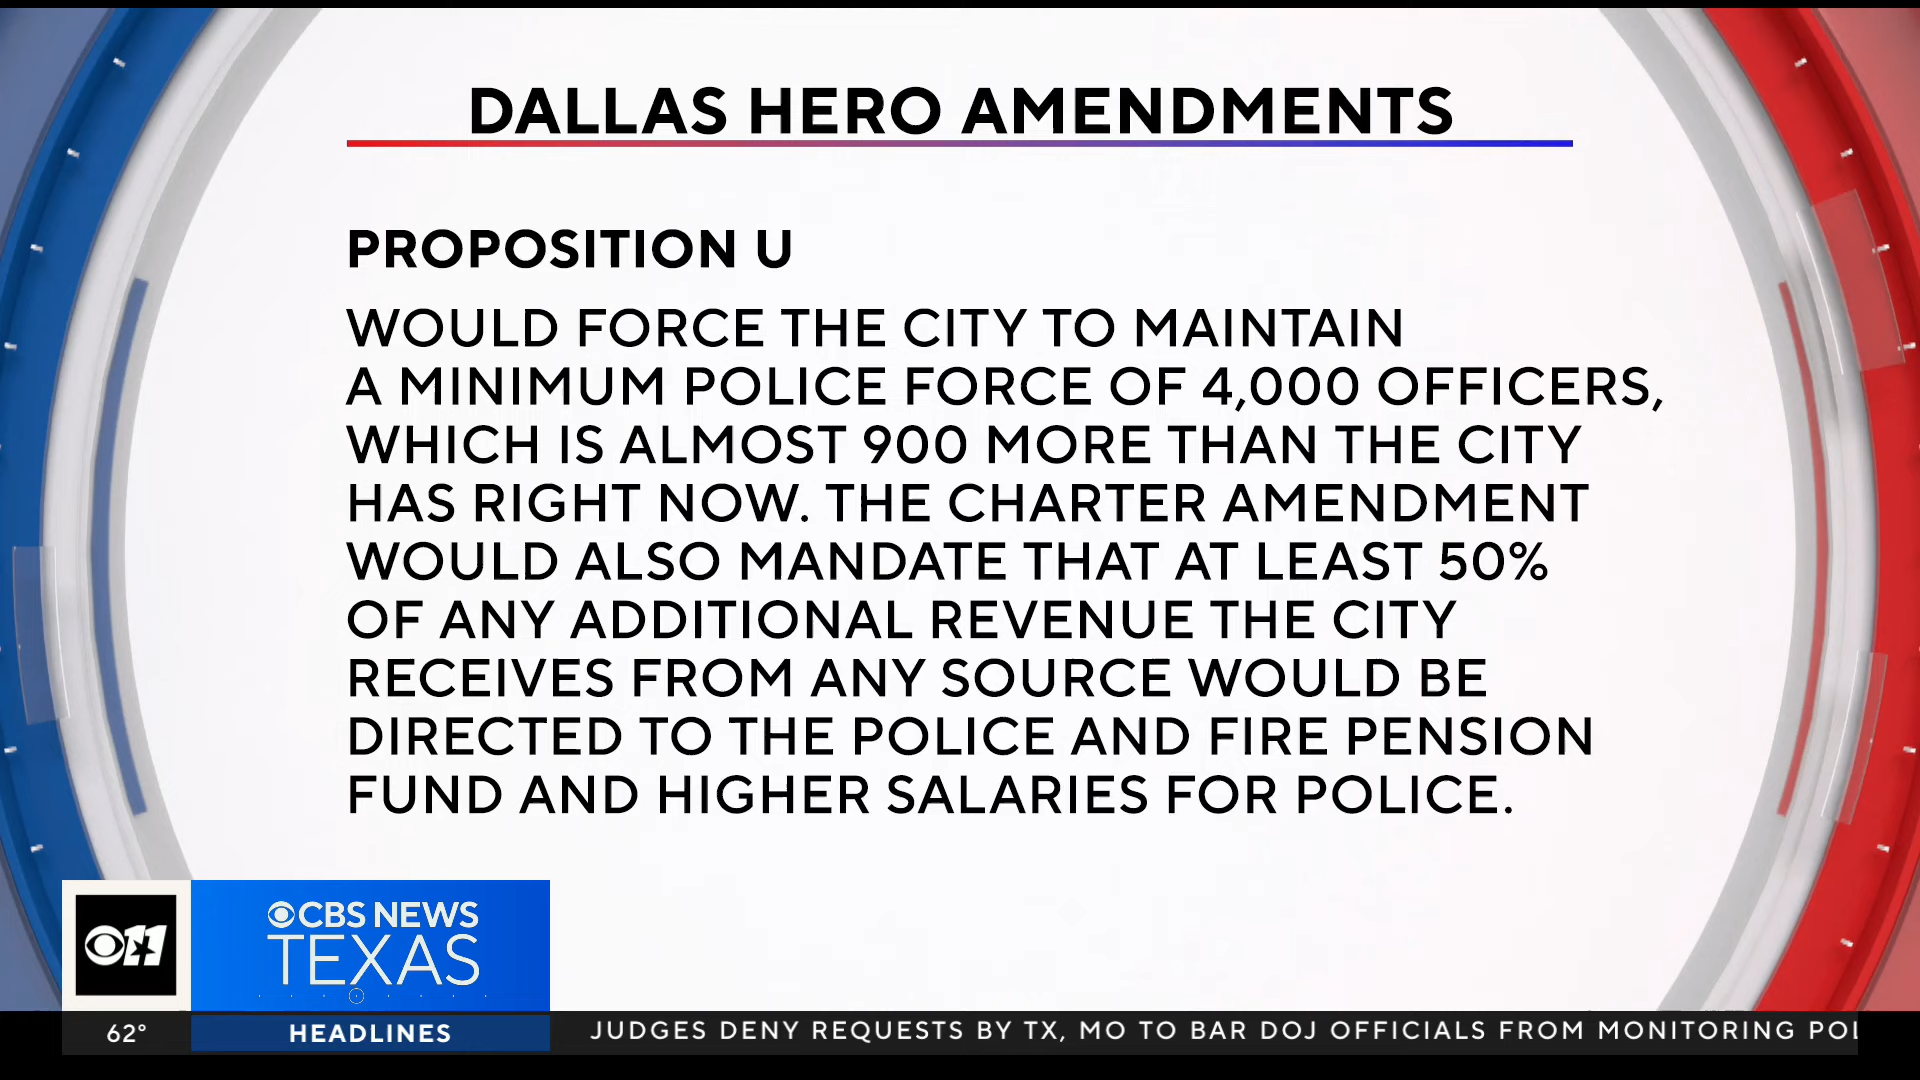 DALLAS HERO AMENDMENTS
PROPOSITION U
WOULD FORCE THE CITY TO MAINTAIN
A MINIMUM POLICE FORCE OF 4,000 OFFICERS,
WHICH IS ALMOST 900 MORE THAN THE CITY
HAS RIGHT NOW. THE CHARTER AMENDMENT
WOULD ALSO MANDATE THAT AT LEAST 50%
OF ANY ADDITIONAL REVENUE THE CITY
RECEIVES FROM ANY SOURCE WOULD BE
DIRECTED TO THE POLICE AND FIRE PENSION
FUND AND HIGHER SALARIES FOR POLICE.
11
CBS NEWS
TEXAS
62°
HEADLINES
JUDGES DENY REQUESTS BY TX, MO TO BAR DOJ OFFICIALS FROM MONITORING